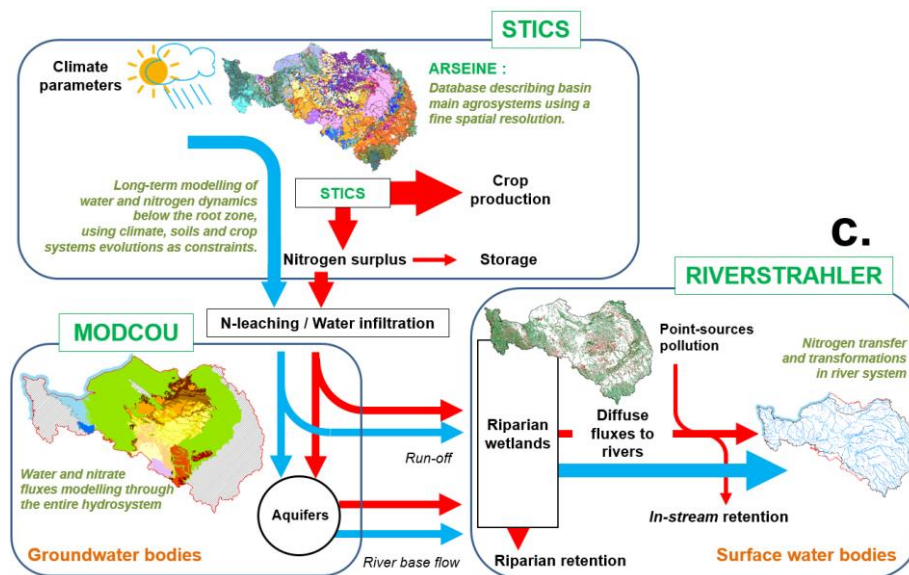 STICS
Climate
parameters
ARSEINE :
Database describing basin
main agrosystems using a
fine spatial resolution.
Long-term modelling of
water and nitrogen dynamics
below the root zone,
using climate, soils and crop
systems evolutions as constraints.
STICS
Crop
production
Nitrogen surplus
Storage
c.
RIVERSTRAHLER
N-leaching / Water infiltration
MODCOU
Point-sources
pollution
Nitrogen transfer
and transformations
in river system
Riparian
wetlands
Diffuse
fluxes to
rivers
Run-off
Water and nitrate
fluxes modelling through
the entire hydrosystem
Aquifers
In-stream retention
Groundwater bodies
River base flow
Riparian retention
Surface water bodies